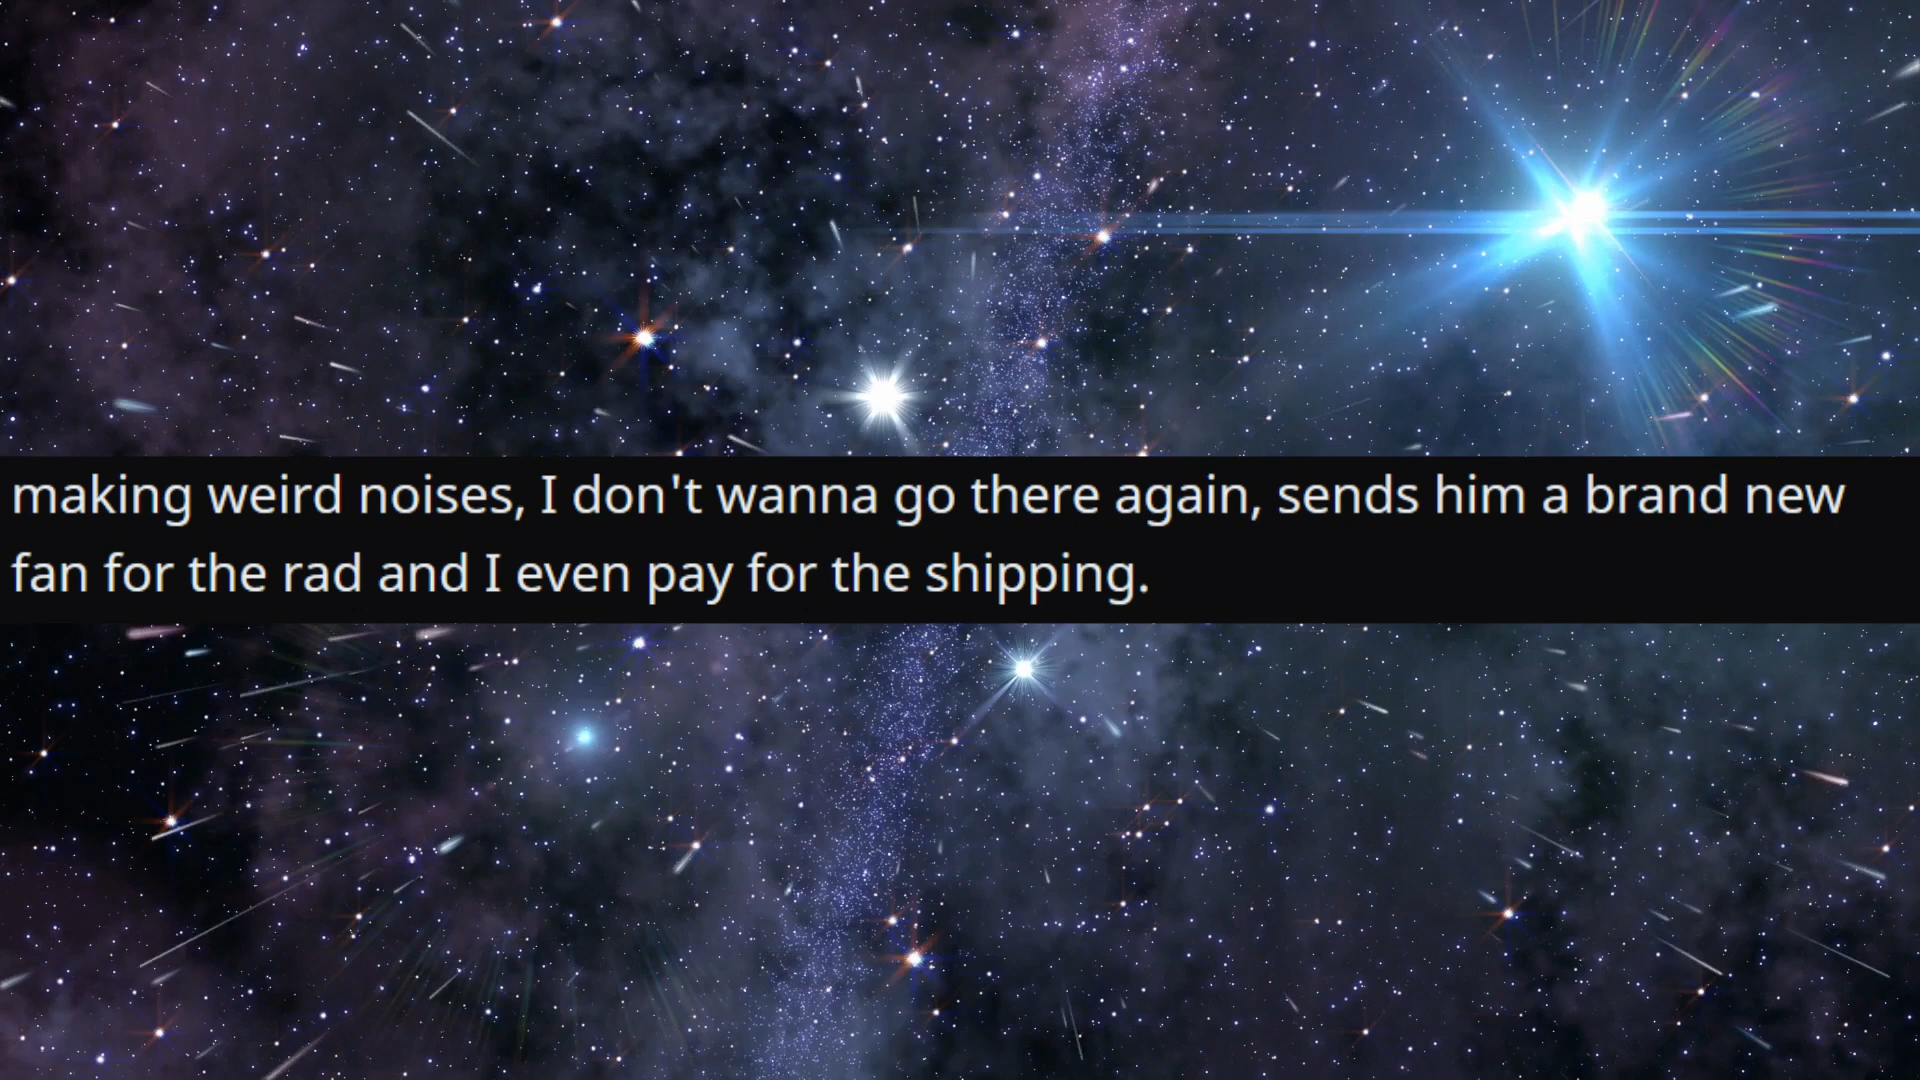 making weird noises, I don't wanna go there again, sends him a brand new
fan for the rad and I even pay for the shipping.